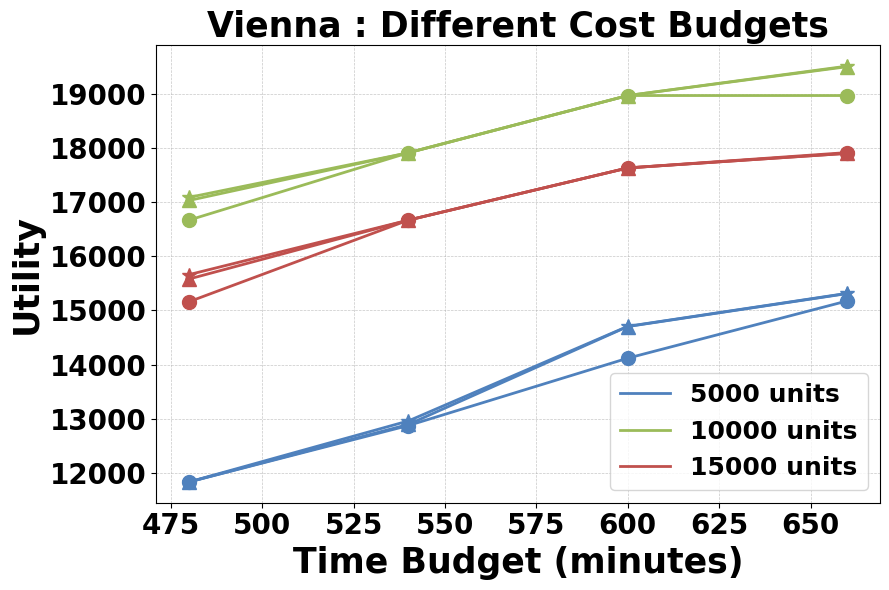 Vienna : Different Cost Budgets
Utility
19000
18000
17000
16000
15000
14000
13000
12000
5000 units
10000 units
15000 units
475 500 525 550 575 600 625 650
Time Budget (minutes)